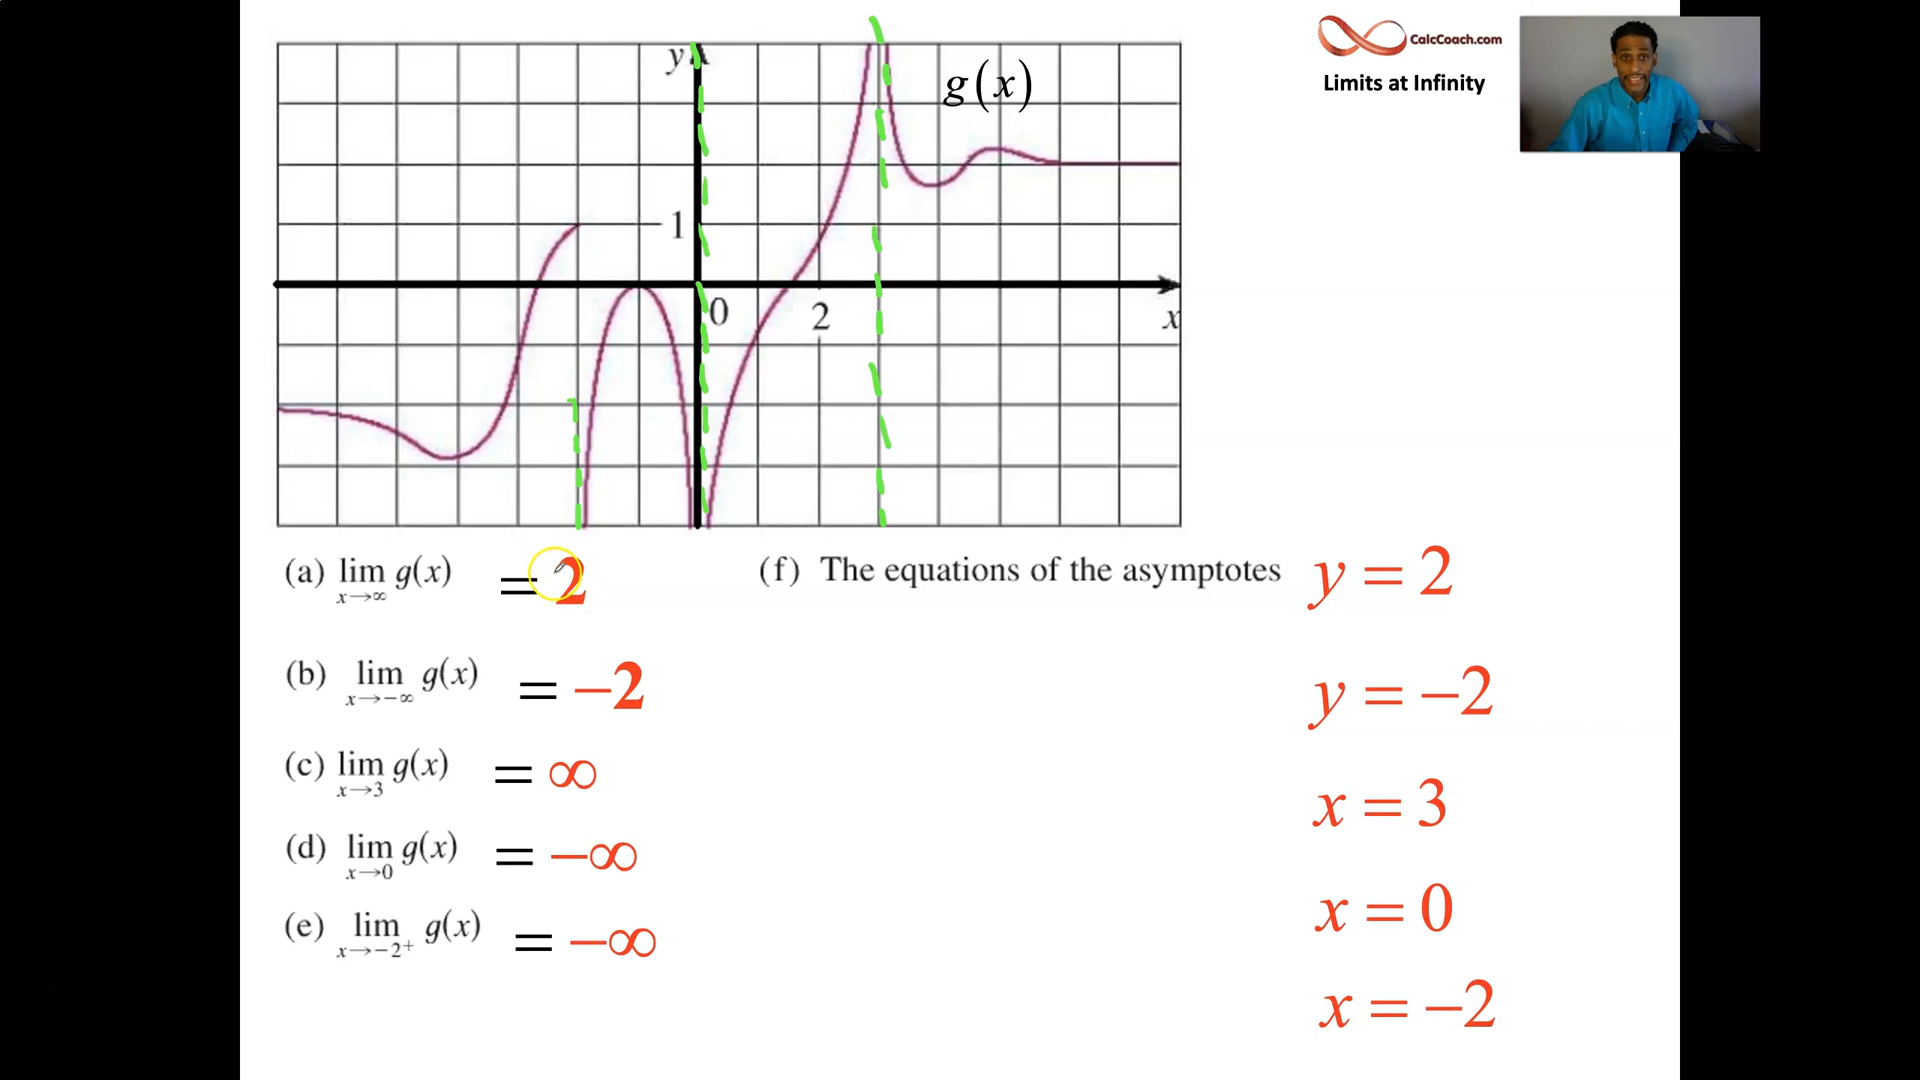 CalcCoach.com
Limits at Infinity
y
g(x)
1
0
2
x
(a) lim g(x) = 2
x→∞
(f) The equations of the asymptotes y = 2
(b) lim g(x) = −2
x→−∞
y = −2
(c) lim g(x) = ∞
x→3
x = 3
(d) lim g(x) = −∞
x→0
x = 0
(e) lim g(x) = −∞
x→−2⁺
x = −2